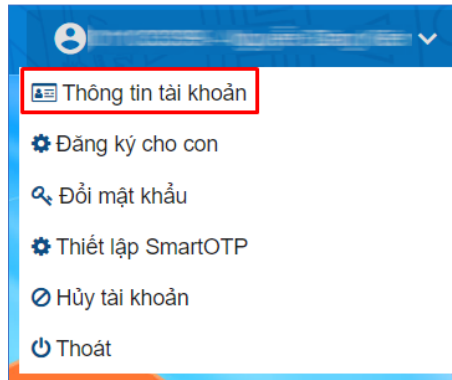 Thông tin tài khoản
Đăng ký cho con
Đổi mật khẩu
Thiết lập SmartOTP
Hủy tài khoản
Thoát